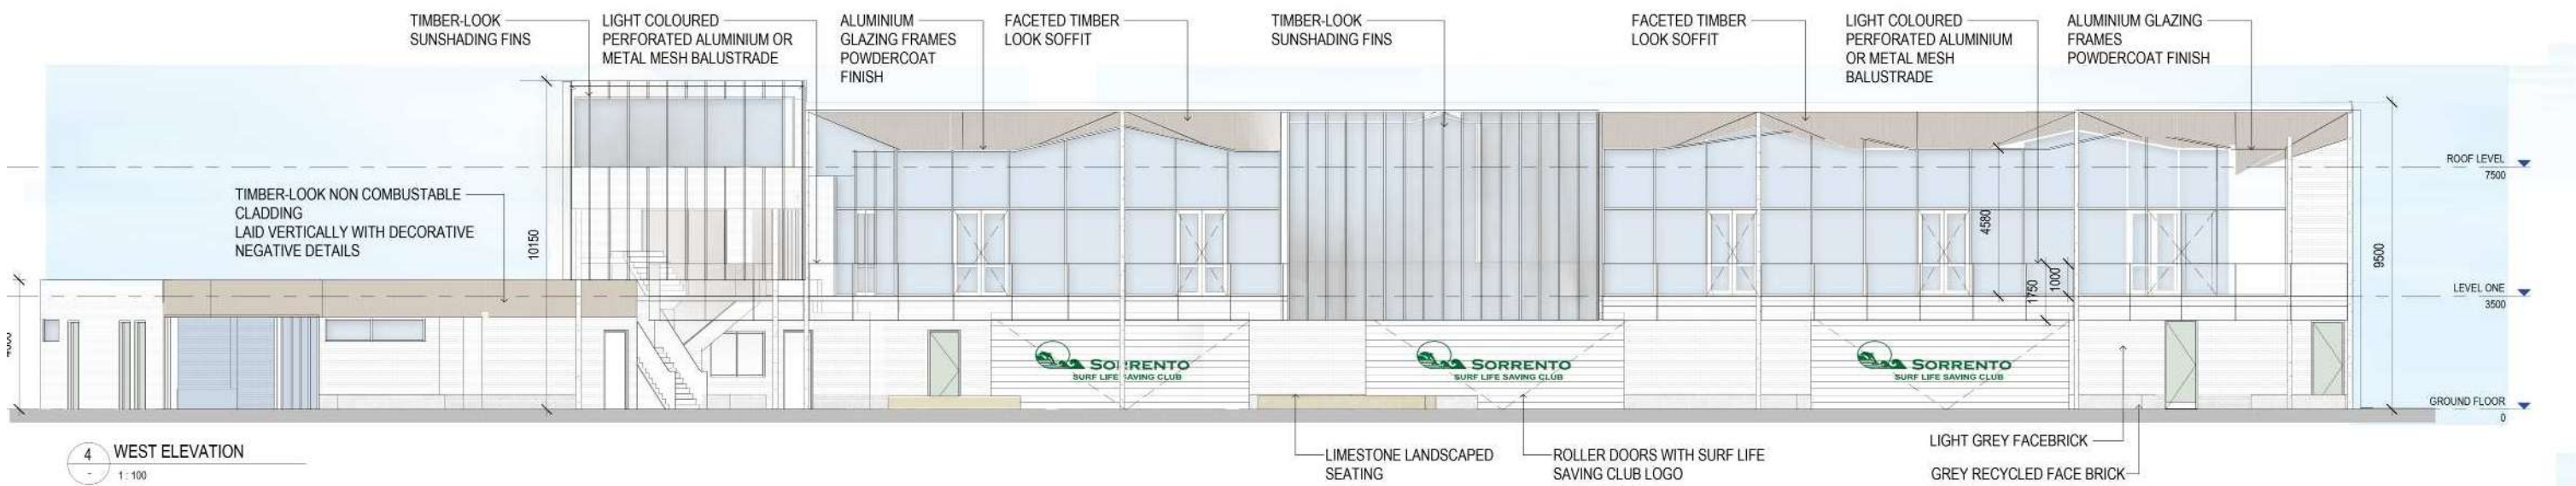 TIMBER-LOOK
SUNSHADING FINS
LIGHT COLOURED
PERFORATED ALUMINIUM OR
METAL MESH BALUSTRADE
ALUMINIUM
GLAZING FRAMES
POWDERCOAT
FINISH
FACETED TIMBER
LOOK SOFFIT
TIMBER-LOOK
SUNSHADING FINS
FACETED TIMBER
LOOK SOFFIT
LIGHT COLOURED
PERFORATED ALUMINIUM
OR METAL MESH
BALUSTRADE
ALUMINIUM GLAZING
FRAMES
POWDERCOAT FINISH
TIMBER-LOOK NON COMBUSTABLE
CLADDING
LAID VERTICALLY WITH DECORATIVE
NEGATIVE DETAILS
10150
4580
1750
1000
9500
ROOF LEVEL
7500
LEVEL ONE
3500
GROUND FLOOR
0
SORRENTO
SURF LIFE SAVING CLUB
SORRENTO
SURF LIFE SAVING CLUB
SORRENTO
SURF LIFE SAVING CLUB
LIMESTONE LANDSCAPED
SEATING
ROLLER DOORS WITH SURF LIFE
SAVING CLUB LOGO
LIGHT GREY FACEBRICK
GREY RECYCLED FACE BRICK
4
-
WEST ELEVATION
1 : 100